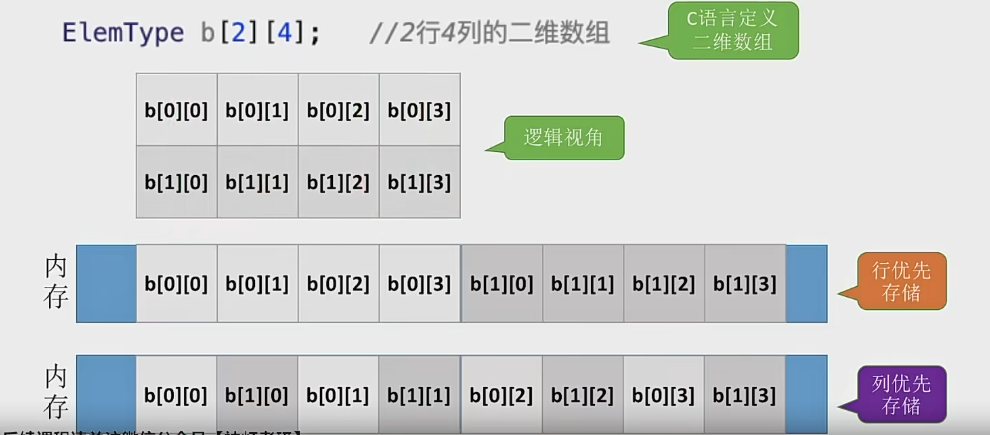 ElemType b[2][4]; //2行4列的二维数组
C语言定义
二维数组
b[0][0] b[0][1] b[0][2] b[0][3]
逻辑视角
b[1][0] b[1][1] b[1][2] b[1][3]
内存
b[0][0] b[0][1] b[0][2] b[0][3] b[1][0] b[1][1] b[1][2] b[1][3]
行优先
存储
内存
b[0][0] b[1][0] b[0][1] b[1][1] b[0][2] b[1][2] b[0][3] b[1][3]
列优先
存储